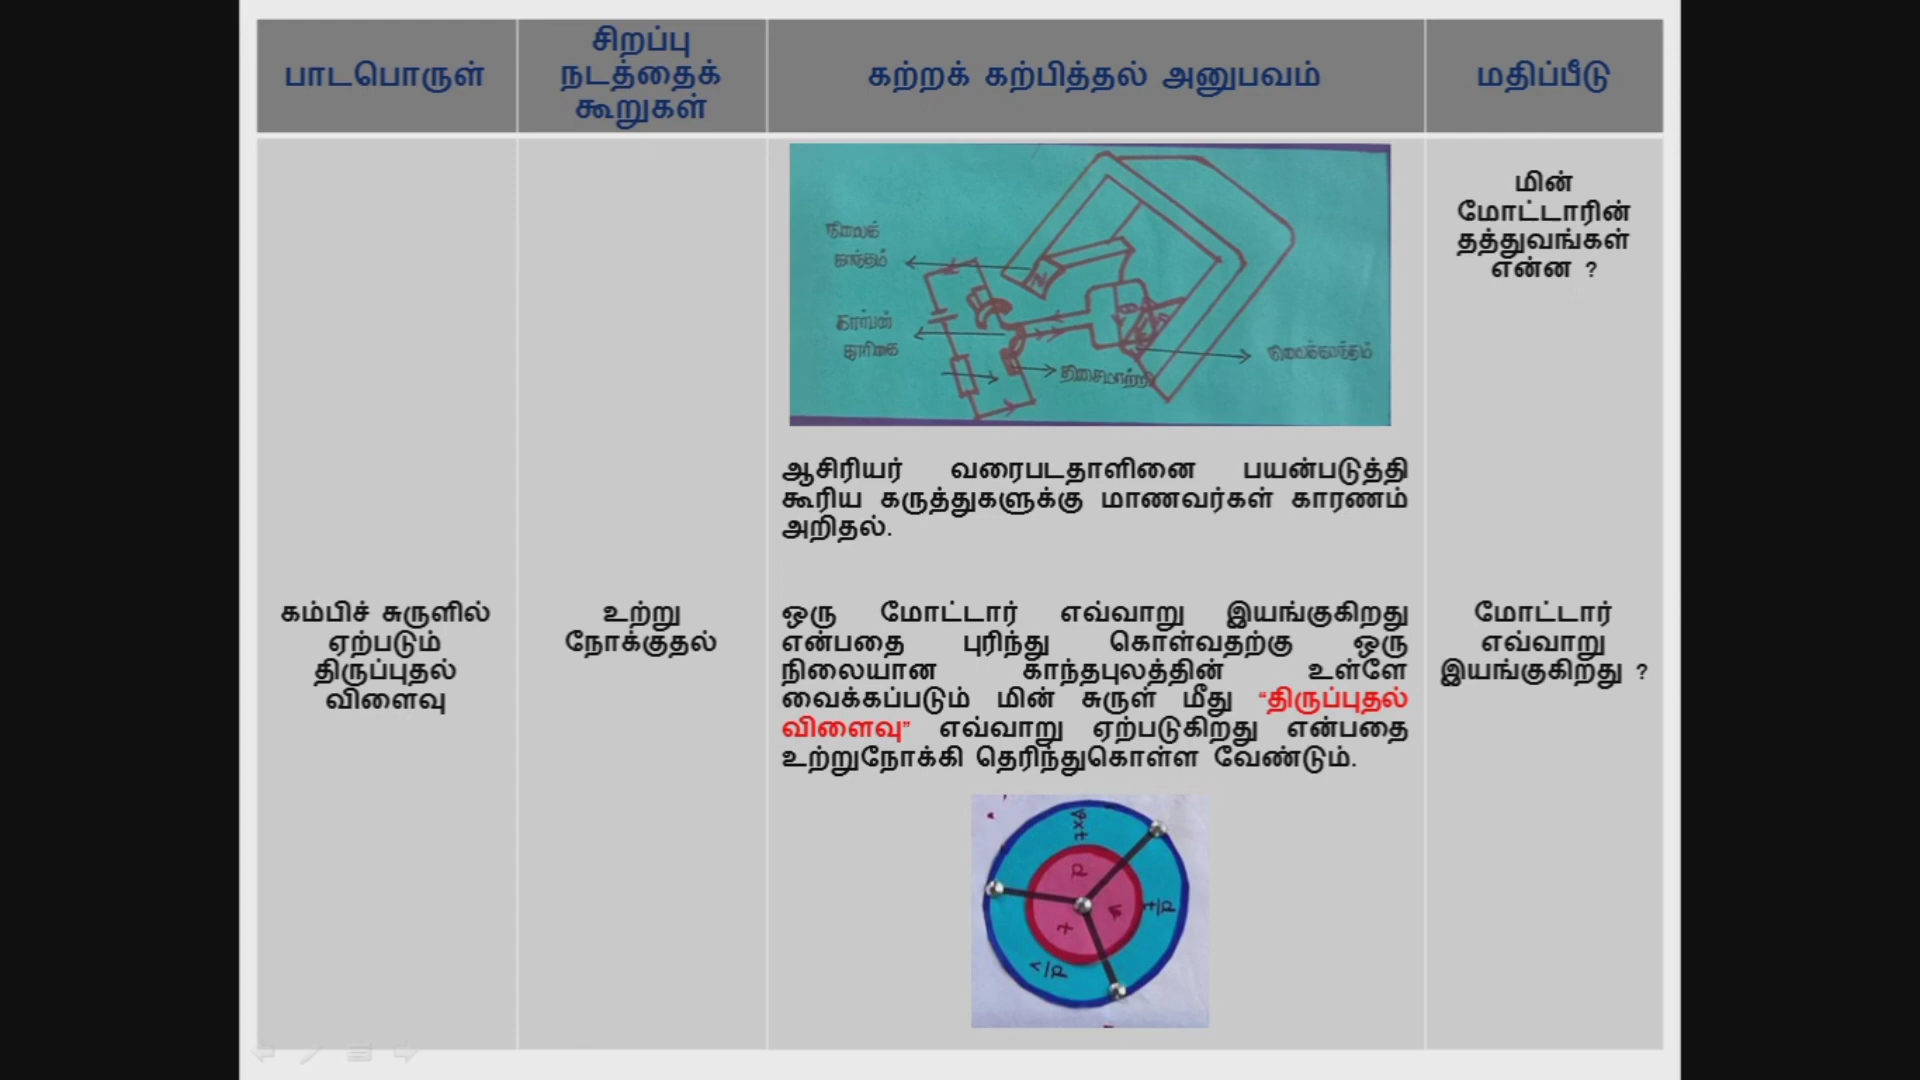 பாடபொருள்
சிறப்பு
நடத்தைக்
கூறுகள்
கற்றக் கற்பித்தல் அனுபவம்
மதிப்பீடு
நிலைக்
காந்தம்
கார்பன்
தூரிகை
திசைமாற்றி
நிலைக்காந்தம்
N
மின்
மோட்டாரின்
தத்துவங்கள்
என்ன ?
ஆசிரியர் வரைபடதாளினை பயன்படுத்தி
கூரிய கருத்துகளுக்கு மாணவர்கள் காரணம்
அறிதல்.
கம்பிச் சுருளில்
ஏற்படும்
திருப்புதல்
விளைவு
உற்று
நோக்குதல்
ஒரு மோட்டார் எவ்வாறு இயங்குகிறது
என்பதை புரிந்து கொள்வதற்கு ஒரு
நிலையான காந்தபுலத்தின் உள்ளே
வைக்கப்படும் மின் சுருள் மீது “திருப்புதல்
விளைவு” எவ்வாறு ஏற்படுகிறது என்பதை
உற்றுநோக்கி தெரிந்துகொள்ள வேண்டும்.
மோட்டார்
எவ்வாறு
இயங்குகிறது ?
d
v
t
d/t
d/v